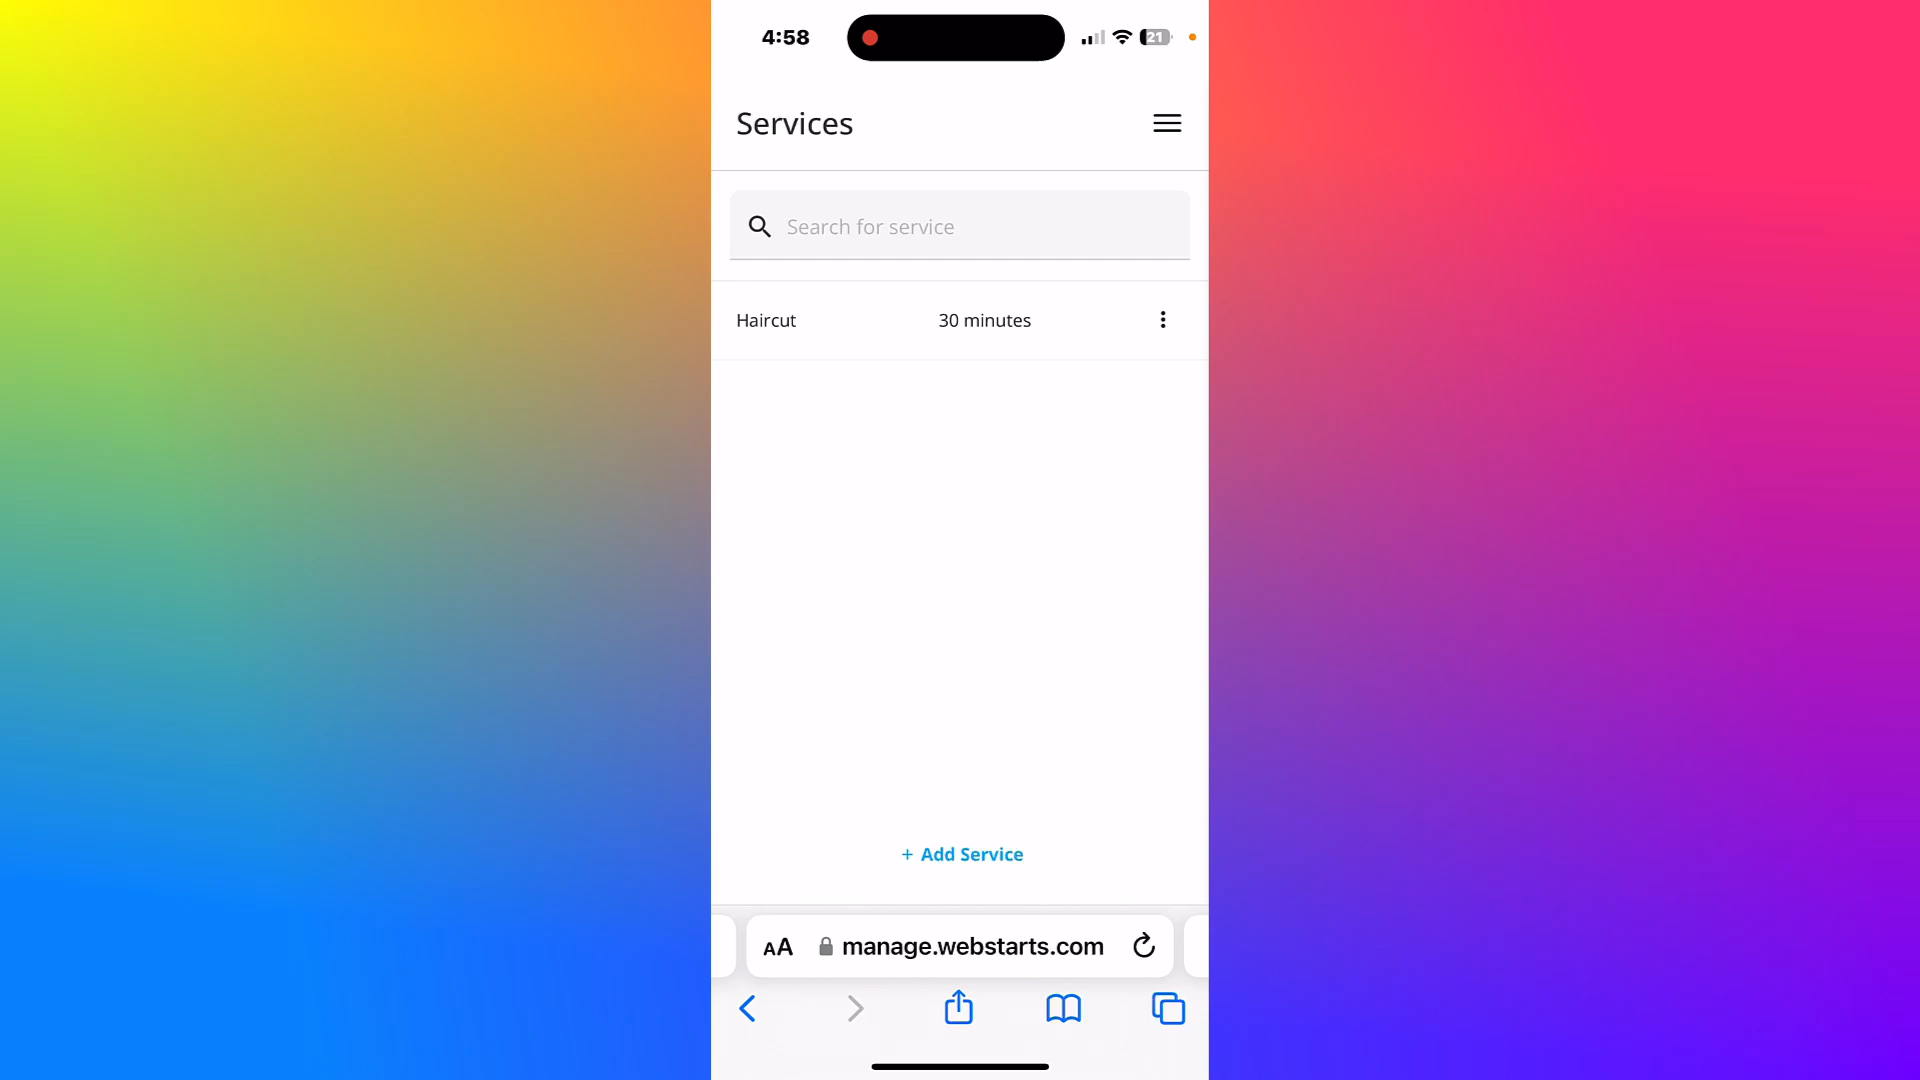 4:58
21
Services
Search for service
Haircut 30 minutes
+ Add Service
AA manage.webstarts.com